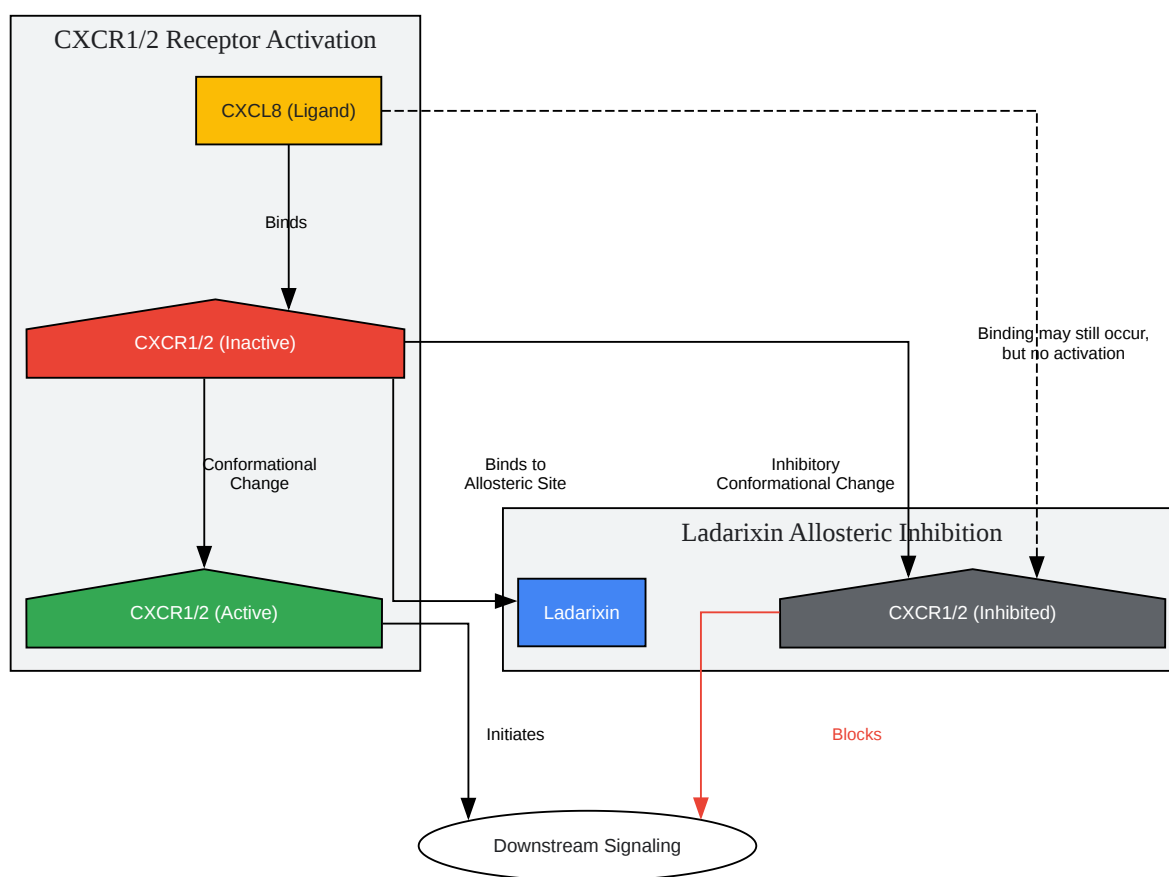 CXCR1/2 Receptor Activation
CXCL8 (Ligand)
Binds
CXCR1/2 (Inactive)
Binding may still occur,
but no activation
Conformational
Change
Binds to
Allosteric Site
Inhibitory
Conformational Change
Ladarixin Allosteric Inhibition
CXCR1/2 (Active)
Ladarixin
CXCR1/2 (Inhibited)
Initiates
Blocks
Downstream Signaling